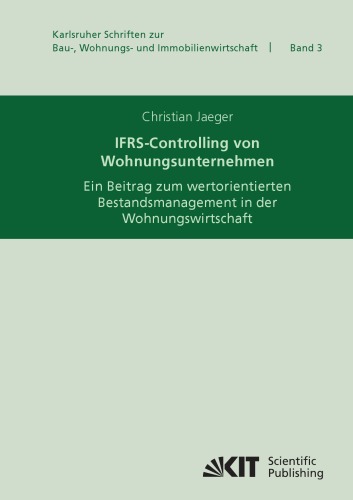 Karlsruher Schriften zur
Bau-, Wohnungs- und Immobilienwirtschaft | Band 3
Christian Jaeger
IFRS-Controlling von
Wohnungsunternehmen
Ein Beitrag zum wertorientierten
Bestandsmanagement in der
Wohnungswirtschaft
KIT Scientific
Publishing